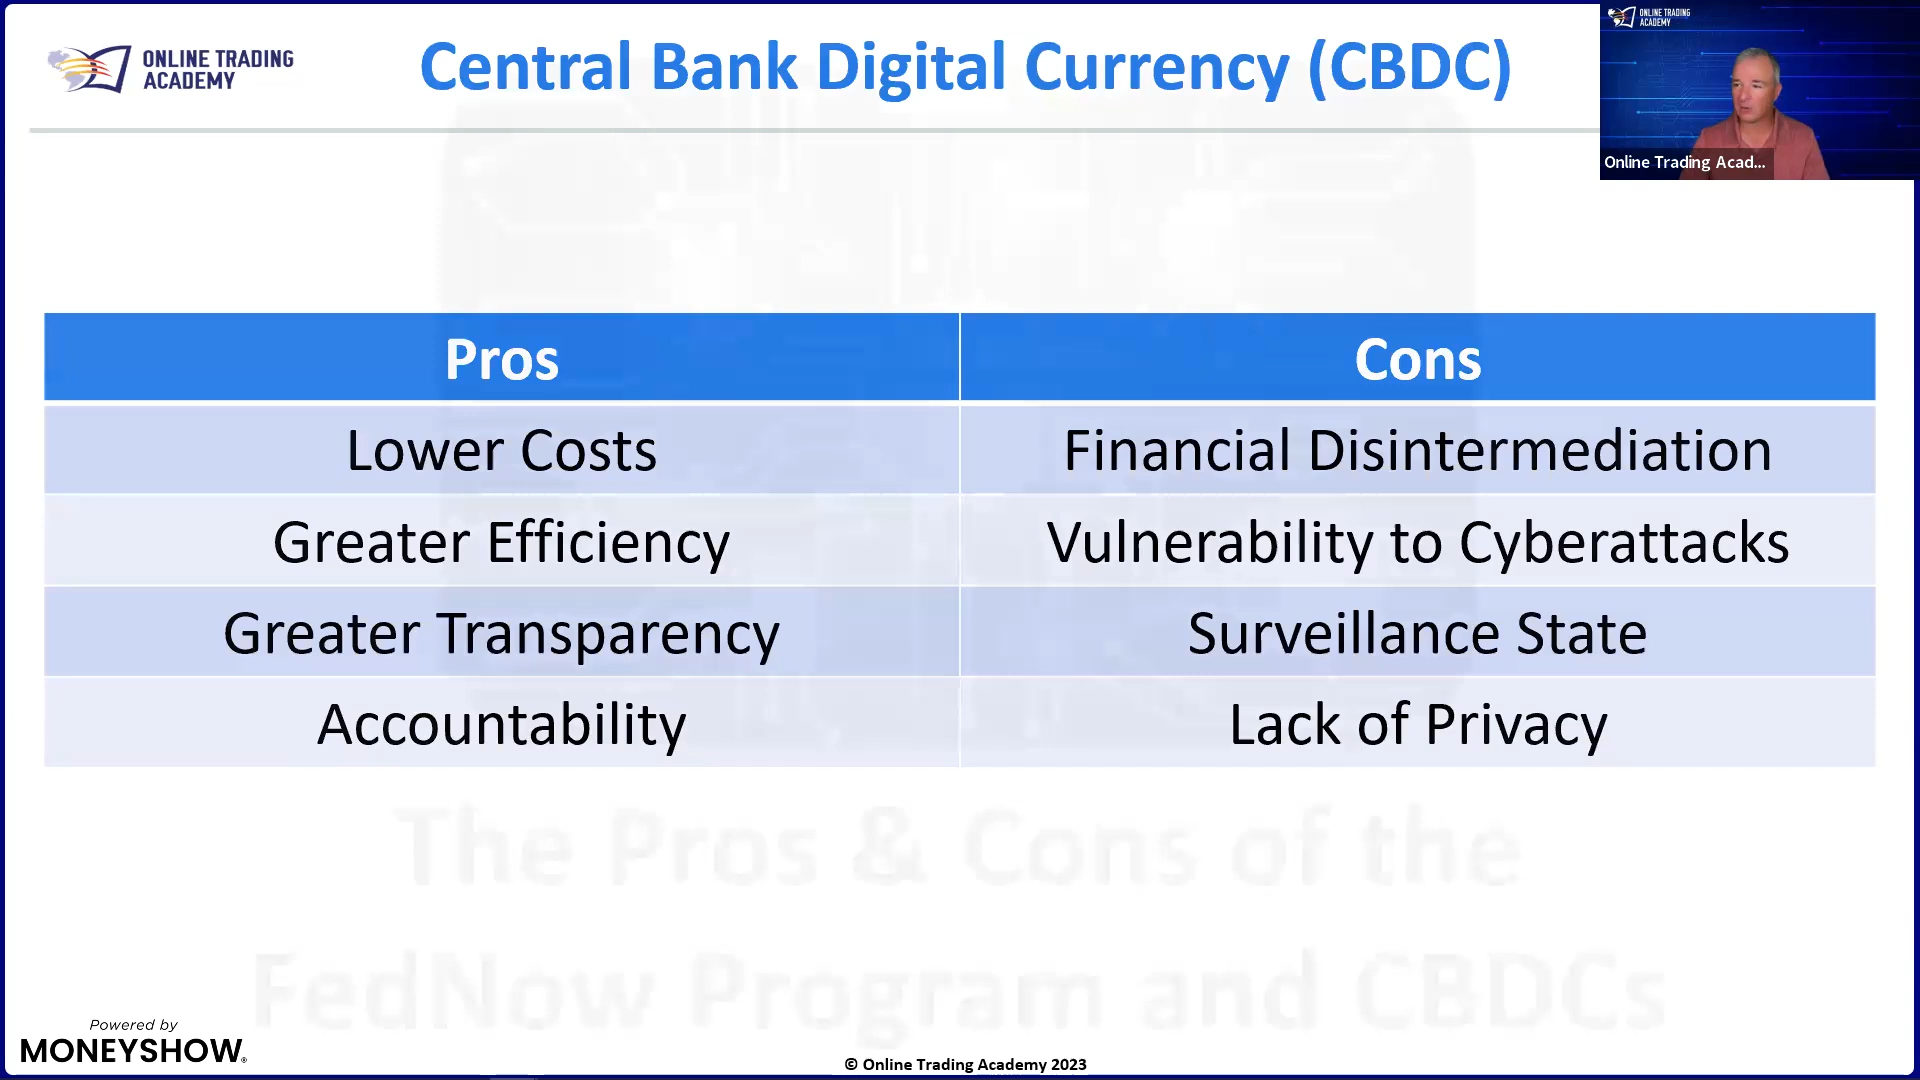 ONLINE TRADING
ACADEMY
Central Bank Digital Currency (CBDC)
ONLINE TRADING
ACADEMY
Online Trading Acad...
Pros
Cons
Lower Costs
Financial Disintermediation
Greater Efficiency
Vulnerability to Cyberattacks
Greater Transparency
Surveillance State
Accountability
Lack of Privacy
The Pros & Cons of the
FedNow Program and CBDCs
Powered by
MONEYSHOW®
© Online Trading Academy 2023